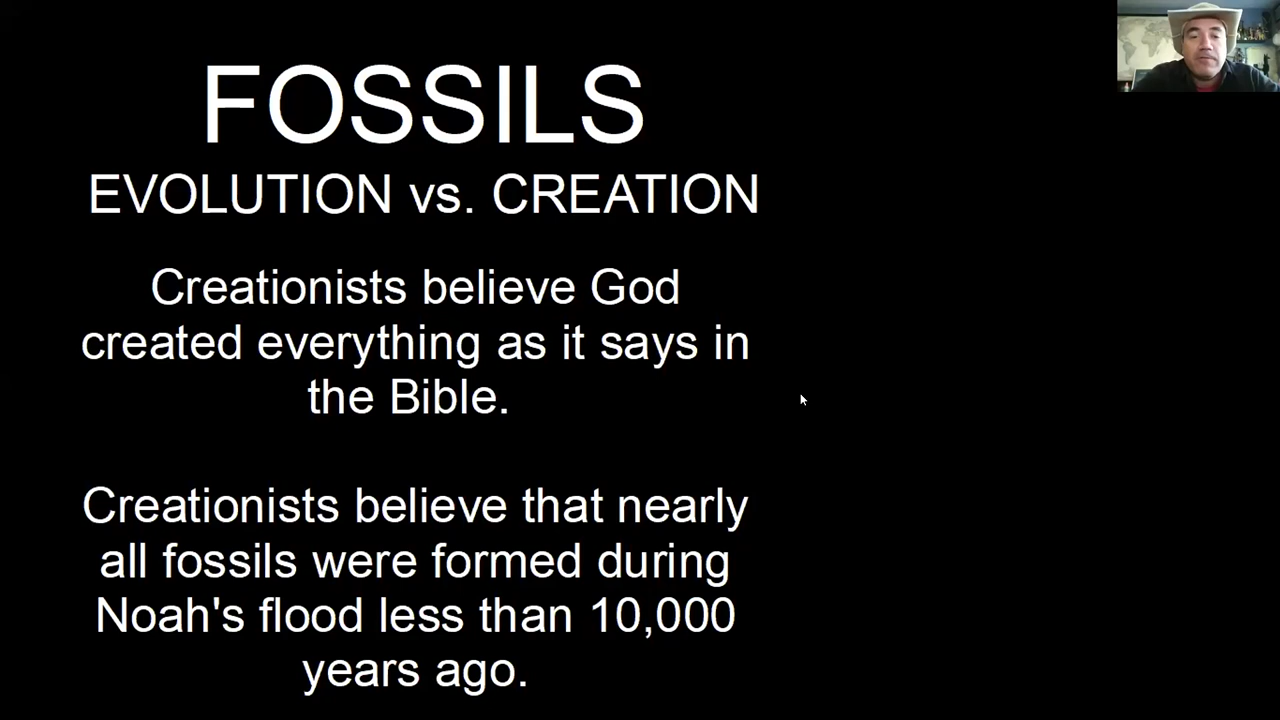 FOSSILS
EVOLUTION vs. CREATION
Creationists believe God
created everything as it says in
the Bible.
Creationists believe that nearly
all fossils were formed during
Noah's flood less than 10,000
years ago.